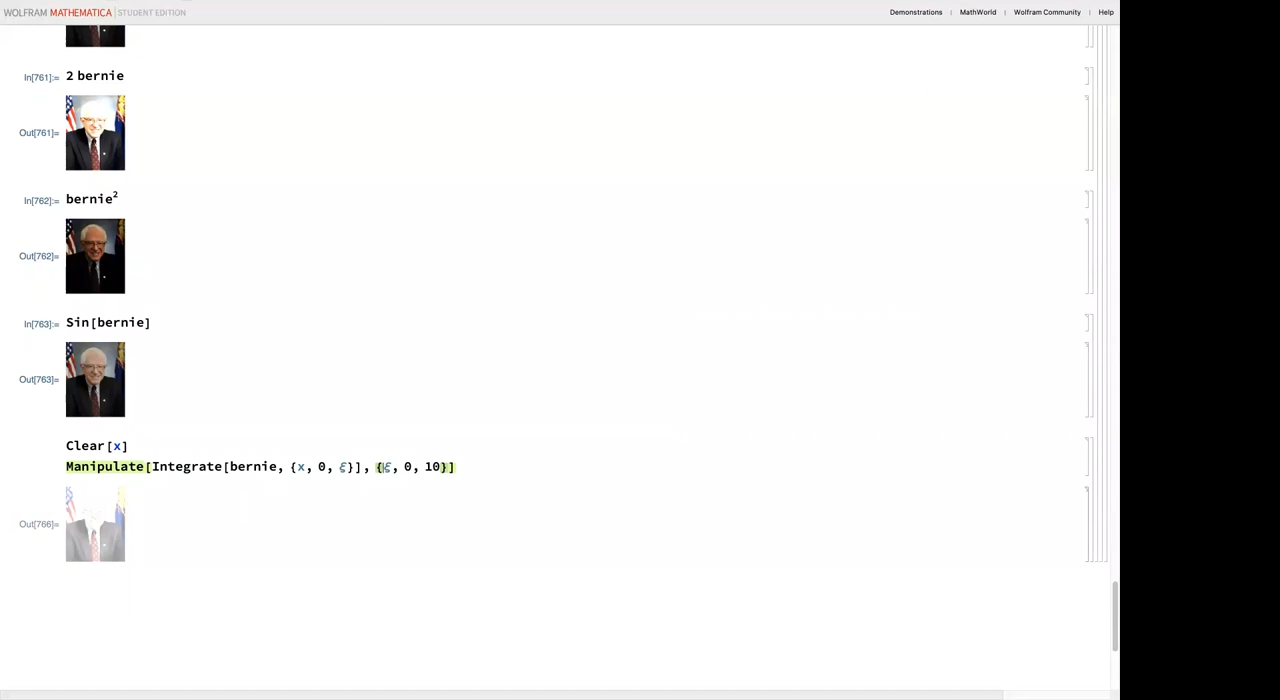 WOLFRAM MATHEMATICA | STUDENT EDITION
Demonstrations | MathWorld | Wolfram Community | Help
In[761]:= 2 bernie
Out[761]=
In[762]:= bernie²
Out[762]=
In[763]:= Sin[bernie]
Out[763]=
Clear[x]
Manipulate[Integrate[bernie, {x, 0, ξ}], {ξ, 0, 10}]
Out[766]=